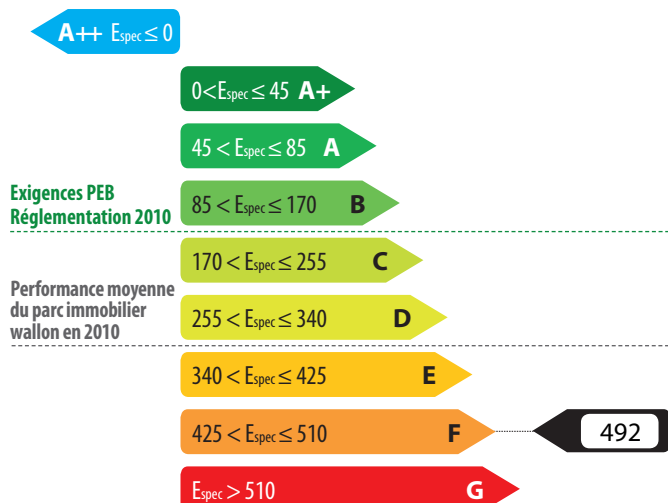 A++ Espec ≤ 0
0<Espec ≤ 45 A+
45 < Espec ≤ 85 A
Exigences PEB
Réglementation 2010
85 < Espec ≤ 170 B
170 < Espec ≤ 255 C
Performance moyenne
du parc immobilier
wallon en 2010
255 < Espec ≤ 340 D
340 < Espec ≤ 425 E
425 < Espec ≤ 510 F
492
Espec > 510 G